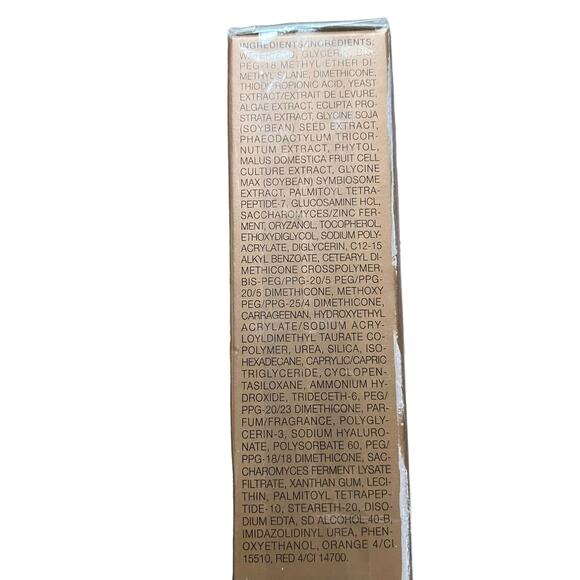 INGREDIENTS/INGRÉDIENTS:
GLYCERIN, BIS-
PEG-18 METHYL ETHER DI-
METHYL SILANE, DIMETHICONE,
THIODIPROPIONIC ACID, YEAST
EXTRACT/EXTRAIT DE LEVURE,
ALGAE EXTRACT, ECLIPTA PRO-
STRATA EXTRACT, GLYCINE SOJA
(SOYBEAN) SEED EXTRACT,
PHAEODACTYLUM TRICOR-
NUTUM EXTRACT, PHYTOL,
MALUS DOMESTICA FRUIT CELL
CULTURE EXTRACT, GLYCINE
MAX (SOYBEAN) SYMBIOSOME
EXTRACT, PALMITOYL TETRA-
PEPTIDE-7, GLUCOSAMINE HCL,
SACCHAROMYCES/ZINC FER-
MENT, ORYZANOL, TOCOPHEROL,
ETHOXYDIGLYCOL, SODIUM POLY-
ACRYLATE, DIGLYCERIN, C12-15
ALKYL BENZOATE, CETEARYL DI-
METHICONE CROSSPOLYMER,
BIS-PEG/PPG-20/5 PEG/PPG-
20/5 DIMETHICONE, METHOXY
PEG/PPG-25/4 DIMETHICONE,
CARRAGEENAN, HYDROXYETHYL
ACRYLATE/SODIUM ACRY-
LOYLDIMETHYL TAURATE CO-
POLYMER, UREA, SILICA, ISO-
HEXADECANE, CAPRYLIC/CAPRIC
TRIGLYCERIDE, CYCLOPEN-
TASILOXANE, AMMONIUM HY-
DROXIDE, TRIDECETH-6, PEG/
PPG-20/23 DIMETHICONE, PAR-
FUM/FRAGRANCE, POLYGLY-
CERIN-3, SODIUM HYALURO-
NATE, POLYSORBATE 60, PEG/
PPG-18/18 DIMETHICONE, SAC-
CHAROMYCES FERMENT LYSATE
FILTRATE, XANTHAN GUM, LECI-
THIN, PALMITOYL TETRAPEP-
TIDE-10, STEARETH-20, DISO-
DIUM EDTA, SD ALCOHOL 40-B,
IMIDAZOLIDINYL UREA, PHEN-
OXYETHANOL, ORANGE 4/CI
15510, RED 4/CI 14700.